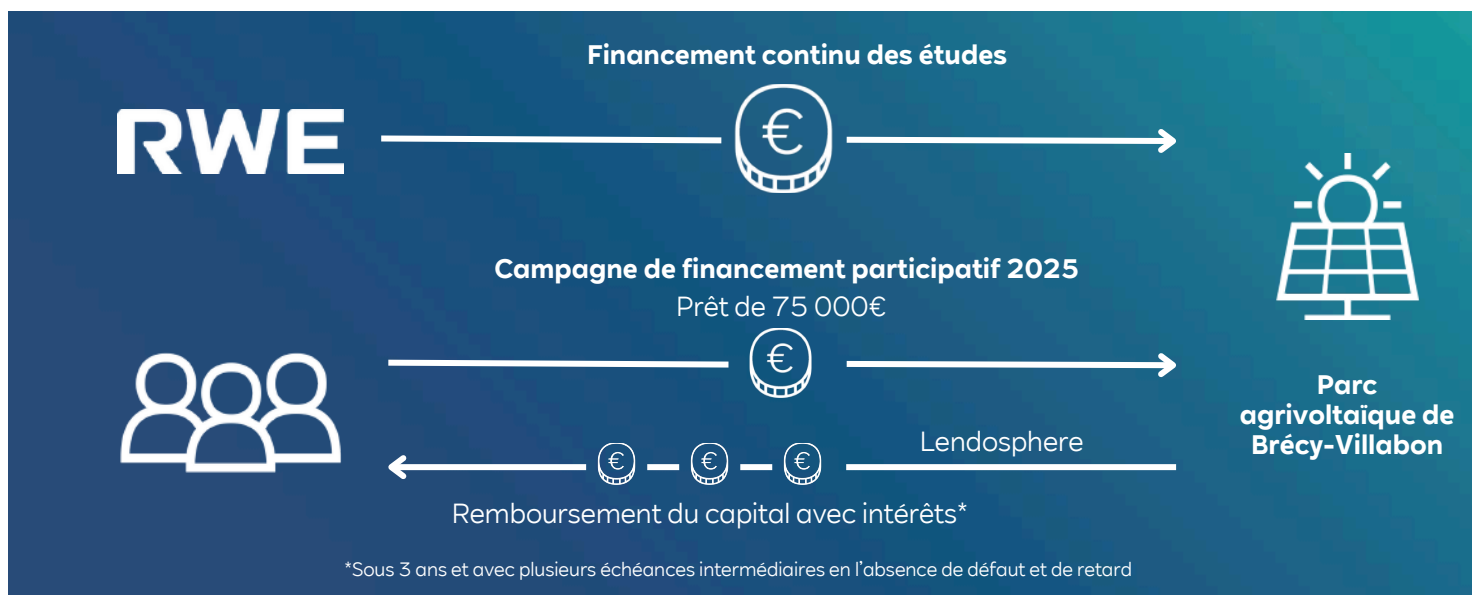 Financement continu des études
RWE
€
Campagne de financement participatif 2025
Prêt de 75 000€
€
Parc
agrivoltaïque de
Brécy-Villabon
Lendosphere
€ € €
Remboursement du capital avec intérêts*
*Sous 3 ans et avec plusieurs échéances intermédiaires en l'absence de défaut et de retard